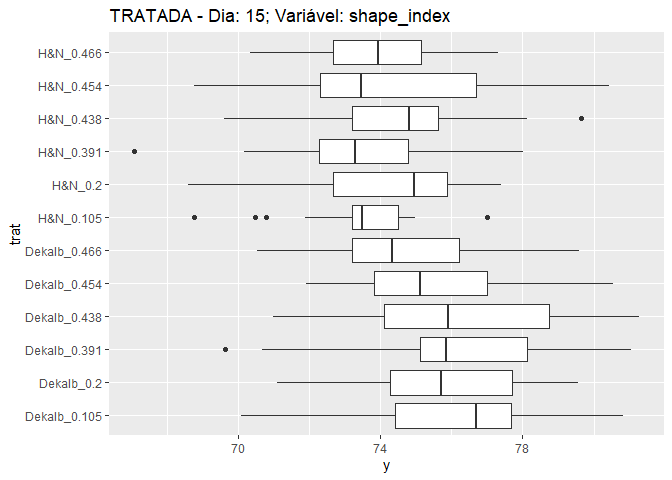 TRATADA - Dia: 15; Variável: shape_index
H&N_0.466
H&N_0.454
H&N_0.438
H&N_0.391
H&N_0.2
H&N_0.105
Dekalb_0.466
Dekalb_0.454
Dekalb_0.438
Dekalb_0.391
Dekalb_0.2
Dekalb_0.105
trat
70 74 78
y